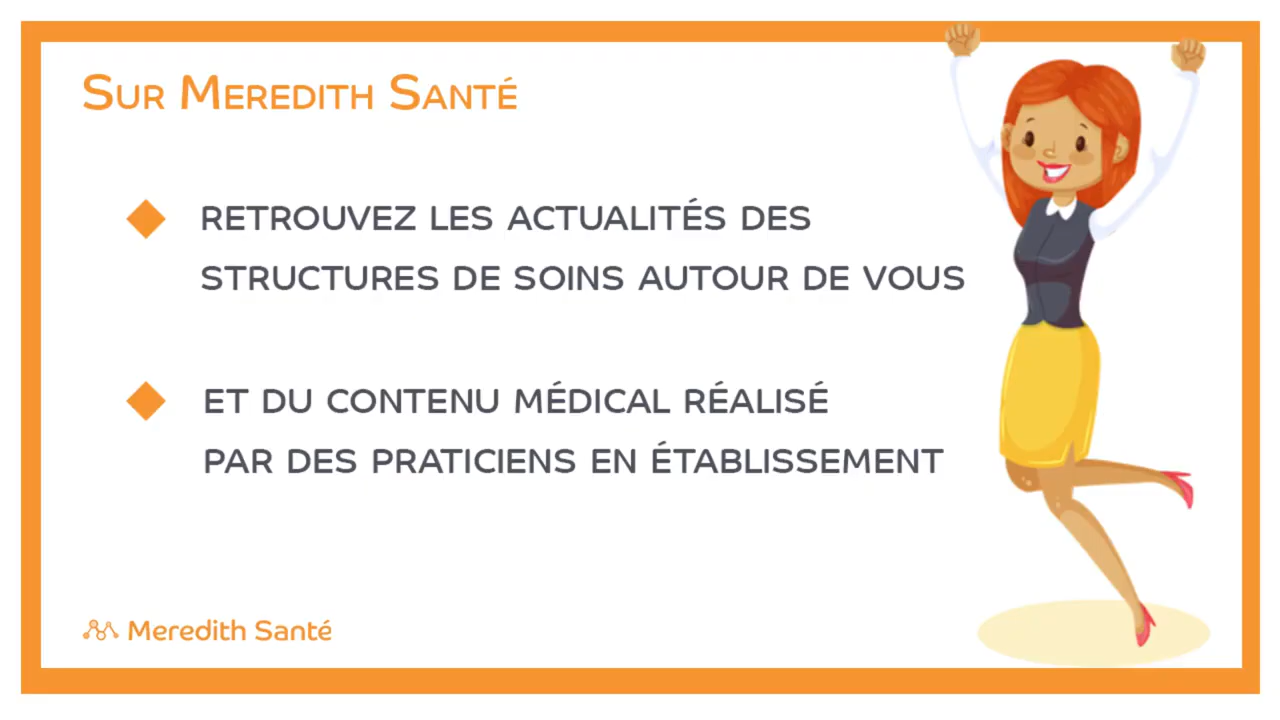 Sur Meredith Santé
RETROUVEZ LES ACTUALITÉS DES
STRUCTURES DE SOINS AUTOUR DE VOUS
ET DU CONTENU MÉDICAL RÉALISÉ
PAR DES PRATICIENS EN ÉTABLISSEMENT
Meredith Santé